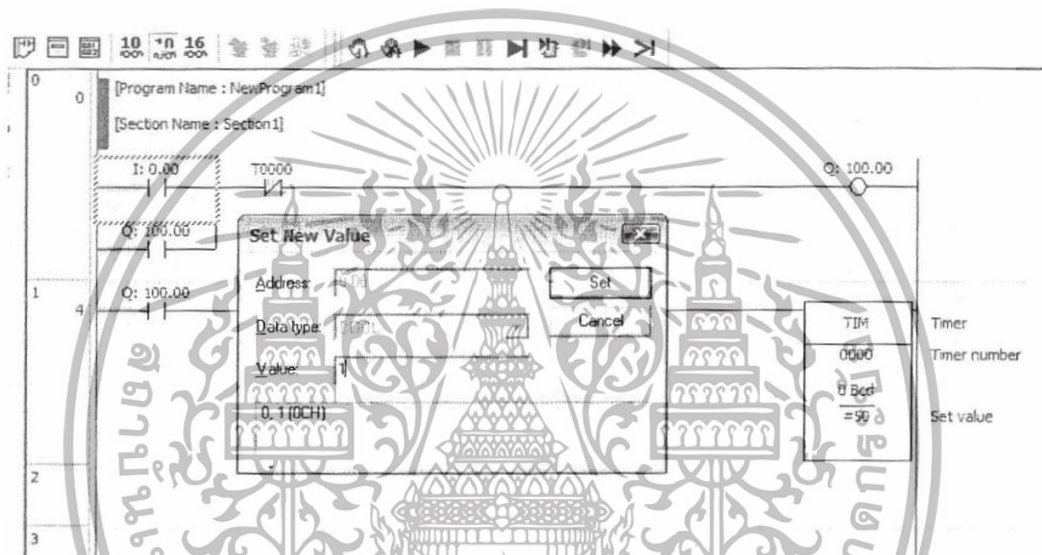 10 16
0
0
[Program Name : NewProgram1]
[Section Name : Section1]
I: 0.00
T0000
Q: 100.00
Q: 100.00
Set New Value
Address:
Set
1
Q: 100.00
4
Data type:
Cancel
TIM
Timer
0000
Timer number
Value:
1
0 Bcd
0, 1 (0CH)
=50
Set value
2
3